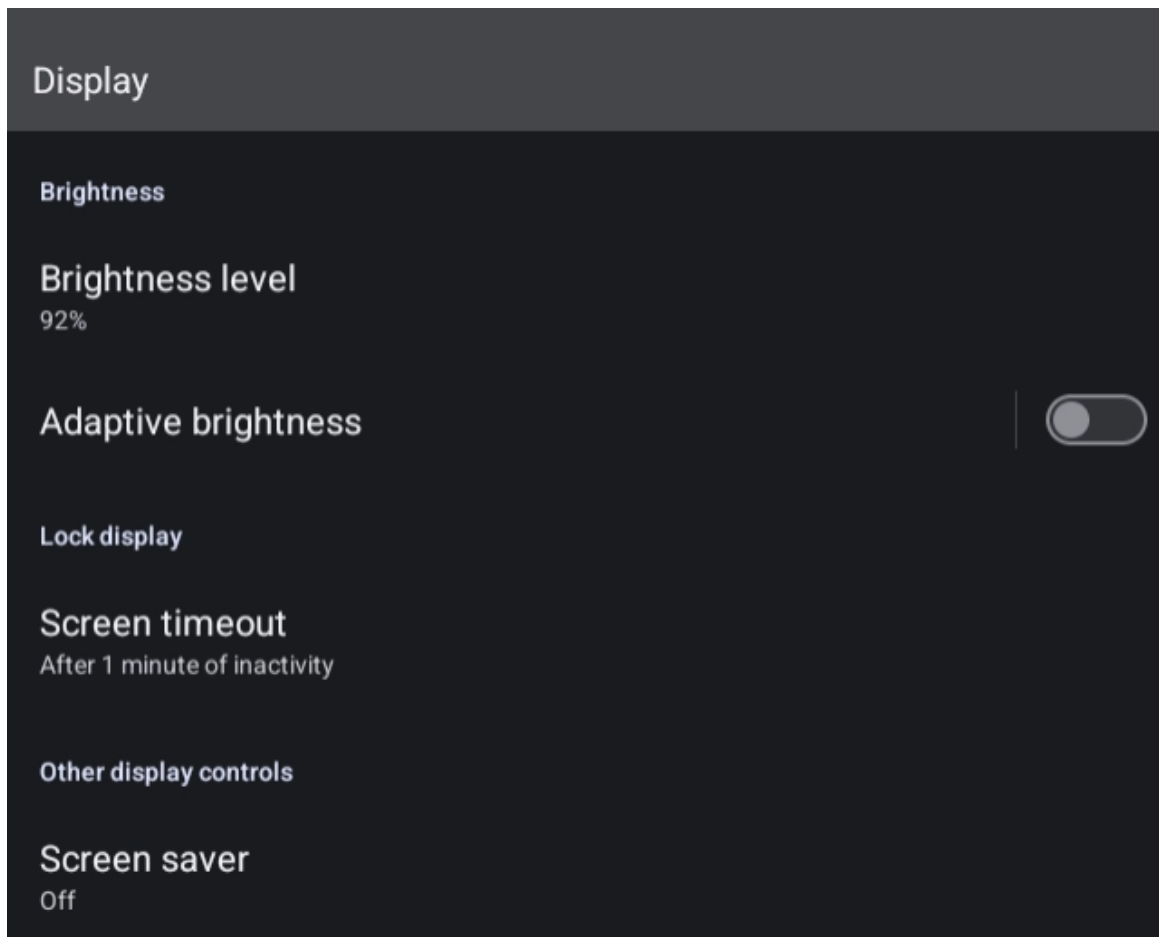 Display
Brightness
Brightness level
92%
Adaptive brightness
Lock display
Screen timeout
After 1 minute of inactivity
Other display controls
Screen saver
Off